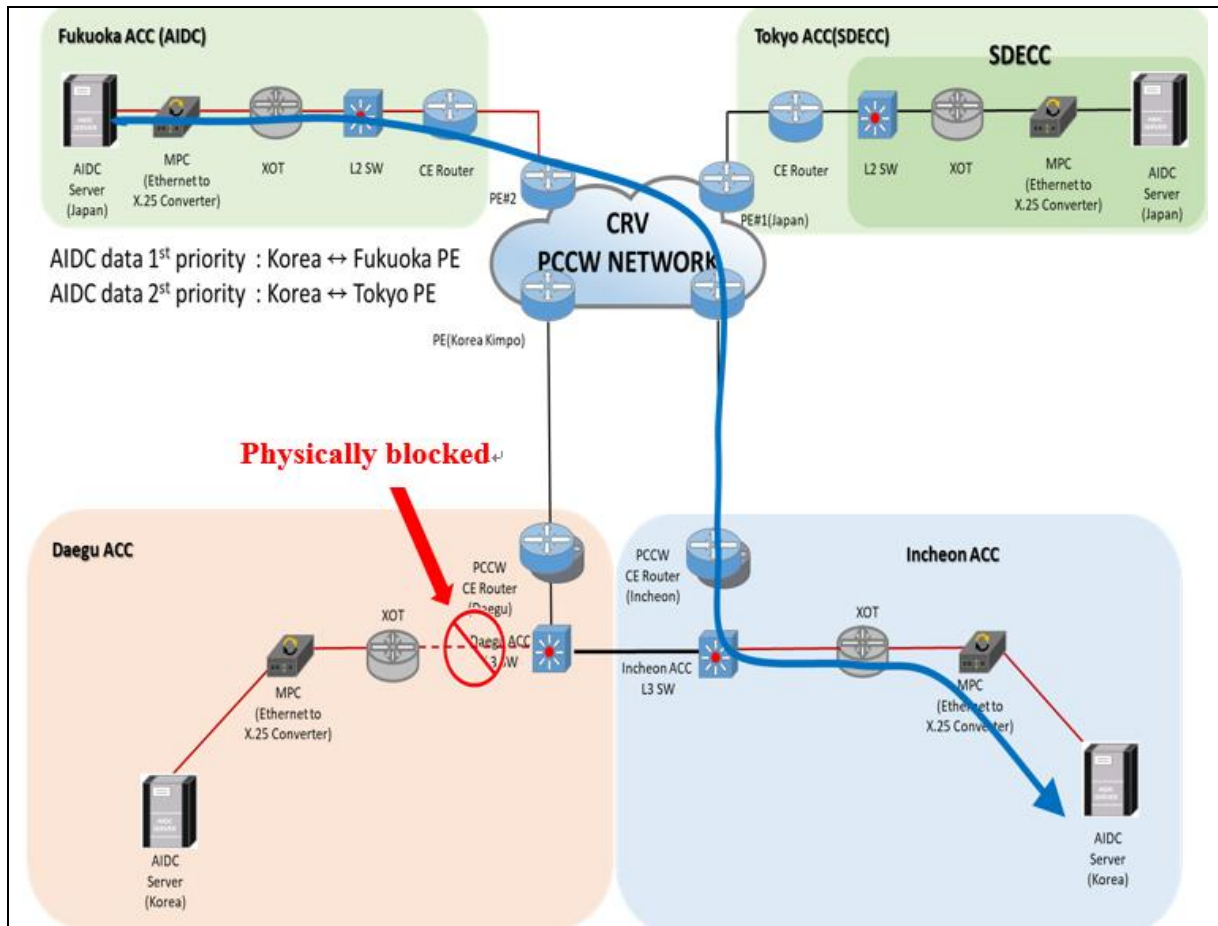 Fukuoka ACC (AIDC)
AIDC
Server
(Japan)
MPC
(Ethernet to
X.25 Converter)
XOT
L2 SW
CE Router
PE#2
Tokyo ACC(SDECC)
SDECC
CE Router
L2 SW
XOT
MPC
(Ethernet to
X.25 Converter)
AIDC
Server
(Japan)
PE#1(Japan)
CRV
PCCW NETWORK
AIDC data 1st priority : Korea ↔ Fukuoka PE
AIDC data 2st priority : Korea ↔ Tokyo PE
PE(Korea Kimpo)
Physically blocked
Daegu ACC
PCCW
CE Router
(Daegu)
XOT
Daegu ACC
L3 SW
MPC
(Ethernet to
X.25 Converter)
AIDC
SERVER
AIDC
Server
(Korea)
Incheon ACC
PCCW
CE Router
(Incheon)
XOT
Incheon ACC
L3 SW
MPC
(Ethernet to
X.25 Converter)
AIDC
SERVER
AIDC
Server
(Korea)